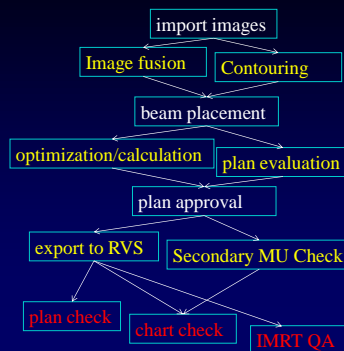 import images
Image fusion
Contouring
beam placement
optimization/calculation
plan evaluation
plan approval
export to RVS
Secondary MU Check
plan check
chart check
IMRT QA